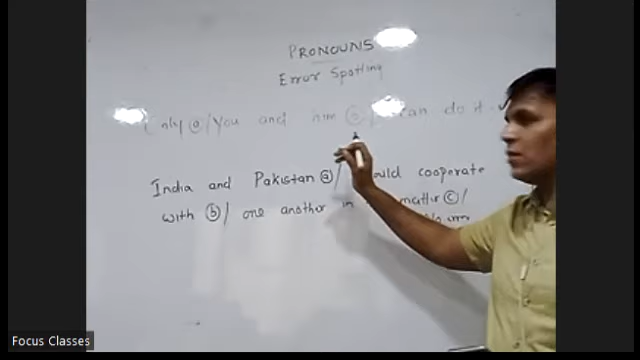 PRONOUNS
Error Spotting
Only ⓐ/You and him can do it.
India and Pakistan ⓐ/ cooperate
with ⓑ/ one another in matter ⓒ/
Focus Classes